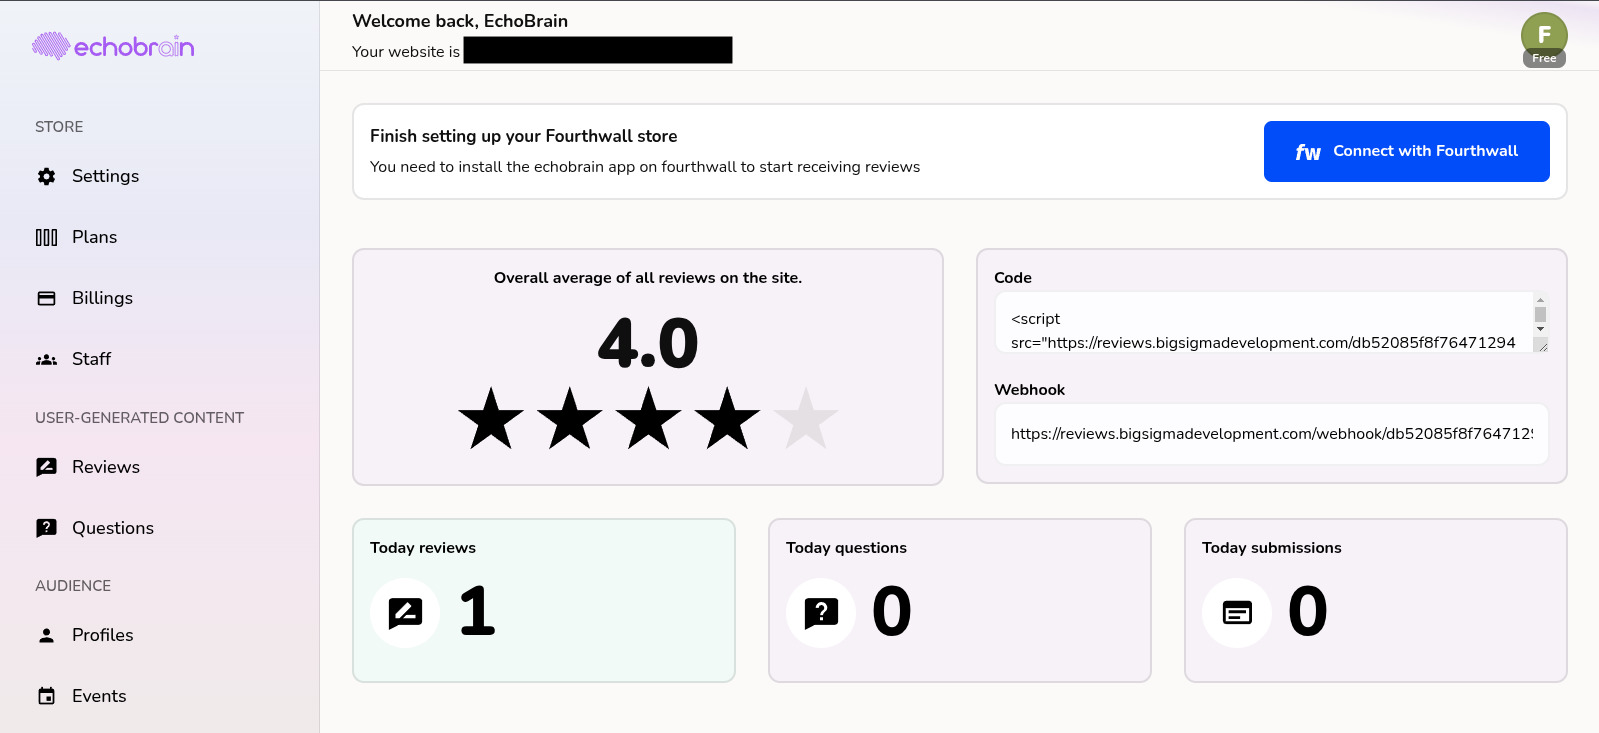 echobrain
Welcome back, EchoBrain
Your website is
F
Free
STORE
Settings
Plans
Billings
Staff
USER-GENERATED CONTENT
Reviews
Questions
AUDIENCE
Profiles
Events
Finish setting up your Fourthwall store
You need to install the echobrain app on fourthwall to start receiving reviews
fw Connect with Fourthwall
Overall average of all reviews on the site.
4.0
Code
<script
src="https://reviews.bigsigmadevelopment.com/db52085f8f76471294
Webhook
https://reviews.bigsigmadevelopment.com/webhook/db52085f8f764712
Today reviews
1
Today questions
0
Today submissions
0